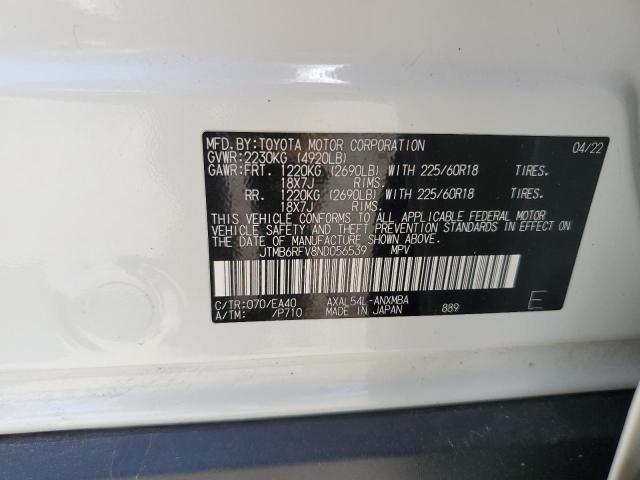 MFD.BY:TOYOTA MOTOR CORPORATION 04/22
GVWR:2230KG (4920LB)
GAWR:FRT. 1220KG (2690LB) WITH 225/60R18 TIRES.
18X7J RIMS.
RR. 1220KG (2690LB) WITH 225/60R18 TIRES.
18X7J RIMS.
THIS VEHICLE CONFORMS TO ALL APPLICABLE FEDERAL MOTOR
VEHICLE SAFETY AND THEFT PREVENTION STANDARDS IN EFFECT ON
THE DATE OF MANUFACTURE SHOWN ABOVE.
JTMB6RFV8ND056539 MPV
C/TR:070/EA40 AXAL54L-ANXMBA
A/TM: /P710 MADE IN JAPAN 889 E